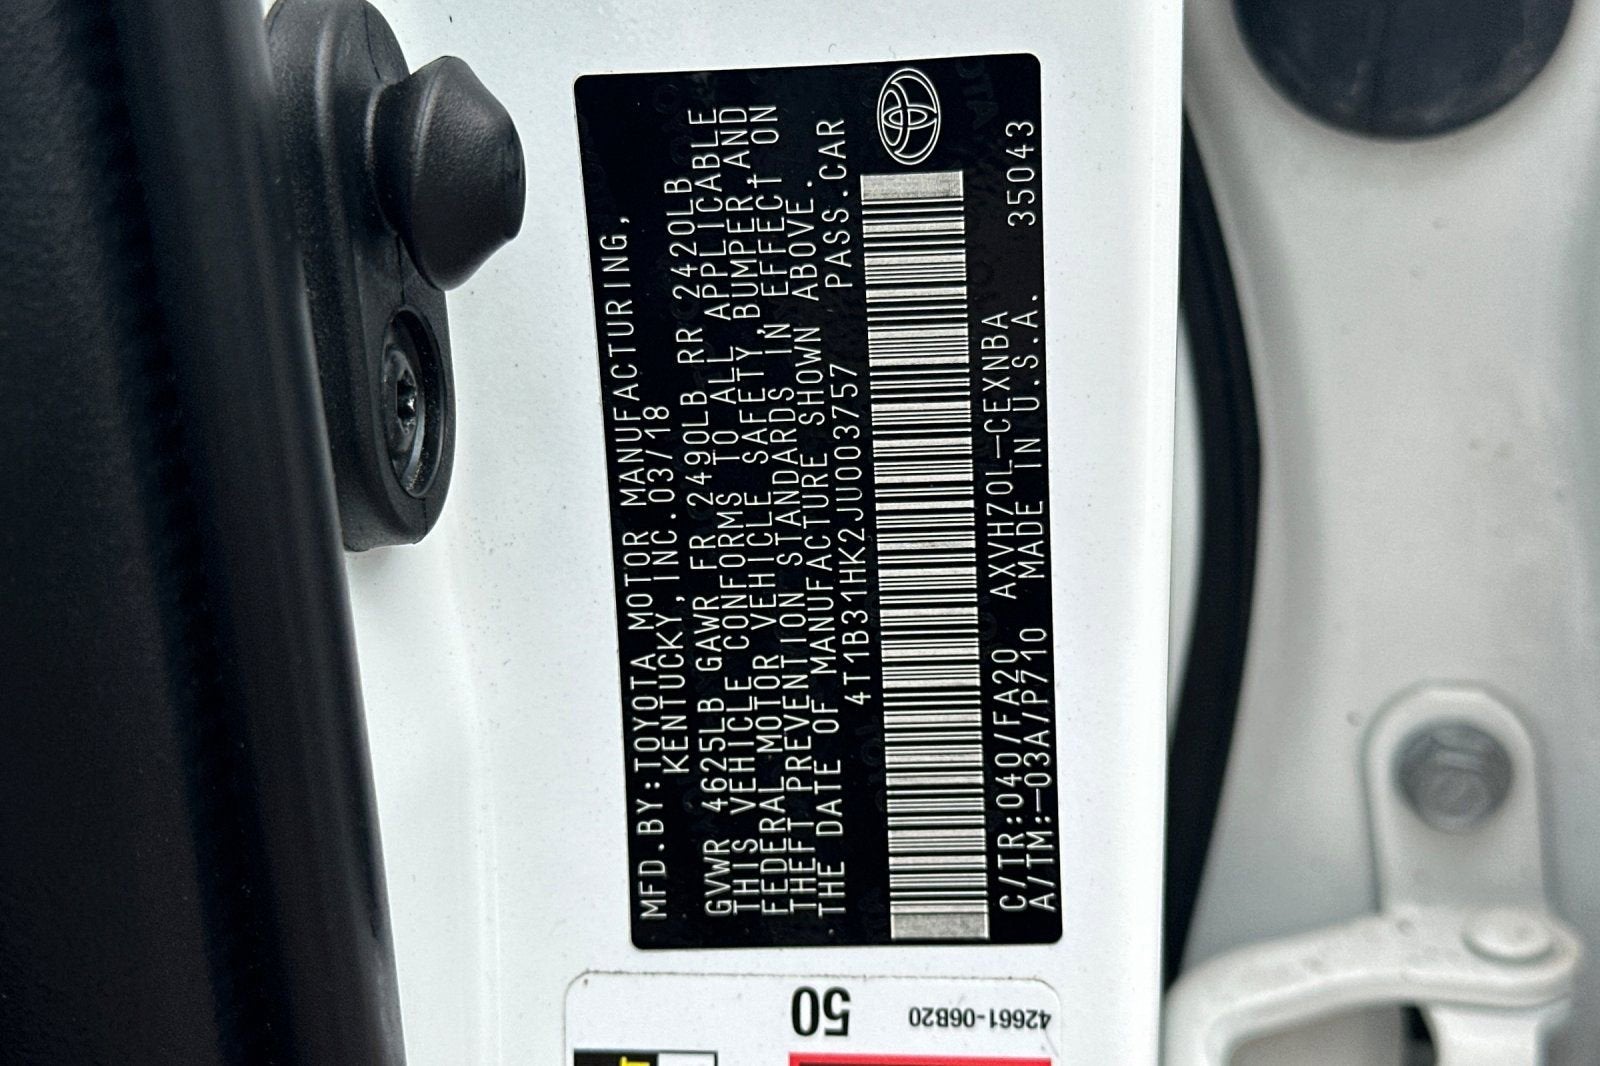 MFD.BY:TOYOTA MOTOR MANUFACTURING,
KENTUCKY,INC.03/18
GVWR 4625LB GAWR FR 2490LB RR 2420LB
THIS VEHICLE CONFORMS TO ALL APPLICABLE
FEDERAL MOTOR VEHICLE SAFETY,BUMPER,AND
THEFT PREVENTION STANDARDS IN EFFECT ON
THE DATE OF MANUFACTURE SHOWN ABOVE.
4T1B31HK2JU003757 PASS.CAR
C/TR:040/FA20 AXVH70L-CEXNBA
A/TM:-03A/P710 MADE IN U.S.A. 35043
50
42661-06B20